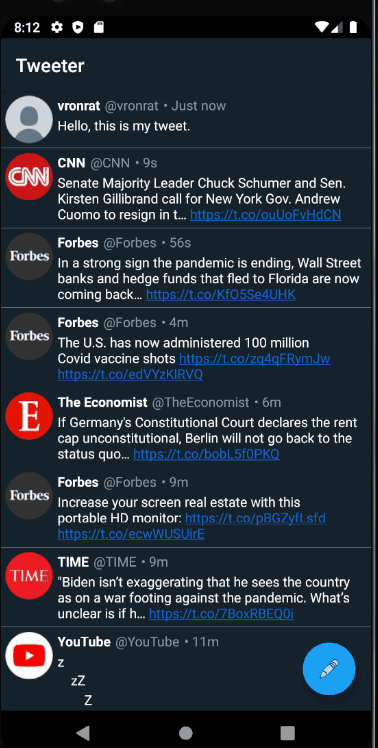 8:12
Tweeter
vronrat @vronrat • Just now
Hello, this is my tweet.
CNN
CNN @CNN • 9s
Senate Majority Leader Chuck Schumer and Sen.
Kirsten Gillibrand call for New York Gov. Andrew
Cuomo to resign in t… https://t.co/ouUoFvHdCN
Forbes
Forbes @Forbes • 56s
In a strong sign the pandemic is ending, Wall Street
banks and hedge funds that fled to Florida are now
coming back… https://t.co/KfO5Se4UHK
Forbes
Forbes @Forbes • 4m
The U.S. has now administered 100 million
Covid vaccine shots https://t.co/zq4qFRymJw
https://t.co/edVYzKlRVQ
E
The Economist @TheEconomist • 6m
If Germany's Constitutional Court declares the rent
cap unconstitutional, Berlin will not go back to the
status quo… https://t.co/bobL5f0PKQ
Forbes
Forbes @Forbes • 9m
Increase your screen real estate with this
portable HD monitor: https://t.co/pBGZyfLsfd
https://t.co/ecwWUSUirE
TIME
TIME @TIME • 9m
"Biden isn’t exaggerating that he sees the country
as on a war footing against the pandemic. What’s
unclear is if h… https://t.co/7BoxRBEQ0i
YouTube @YouTube • 11m
z
zZ
Z